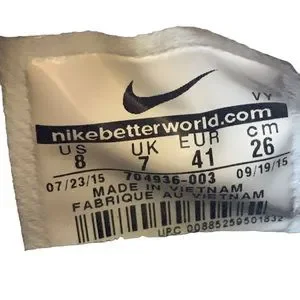 VY
nikebetterworld.com
US UK EUR cm
8 7 41 26
07/23/15 704936-003 09/19/15
MADE IN VIETNAM
FABRIQUE AU VIETNAM
UPC 00885259501832